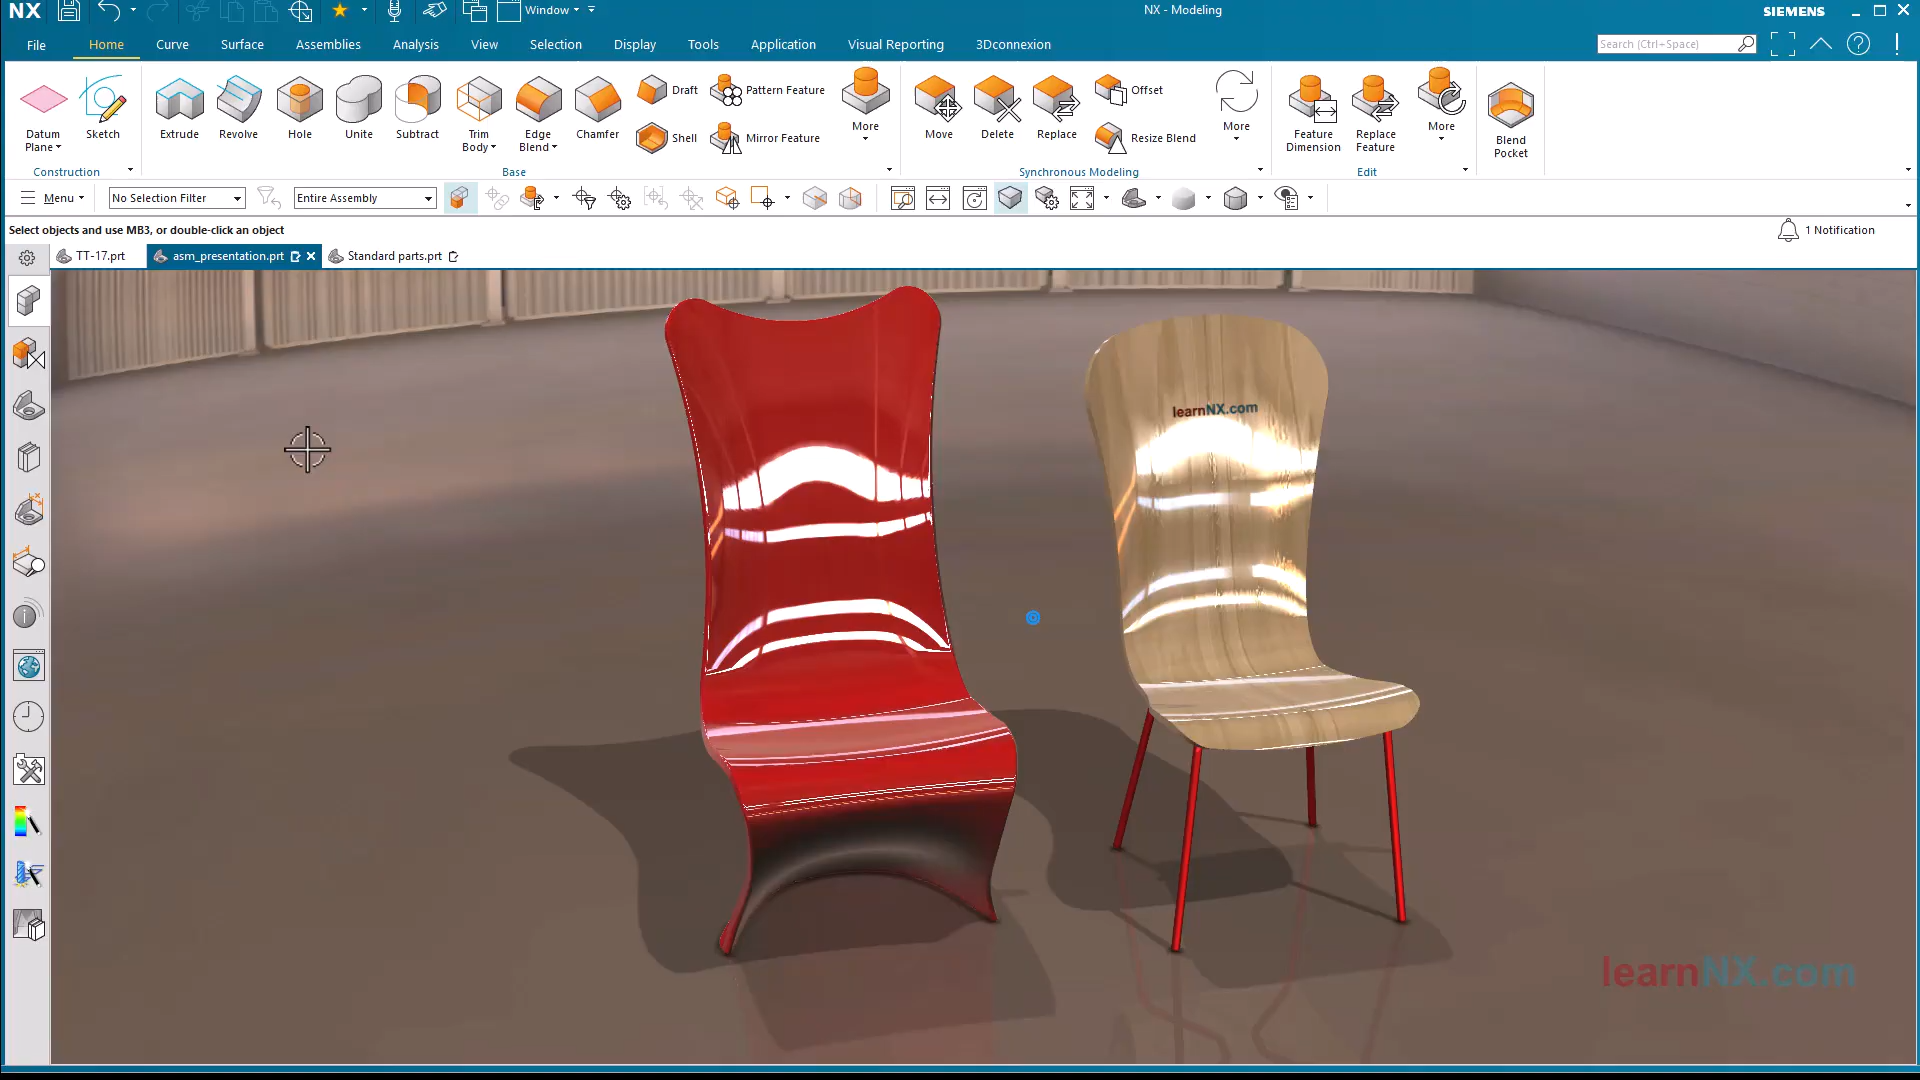 NX Window NX - Modeling SIEMENS
File Home Curve Surface Assemblies Analysis View Selection Display Tools Application Visual Reporting 3Dconnexion Search (Ctrl+Space)
Datum Plane Sketch Extrude Revolve Hole Unite Subtract Trim Body Edge Blend Chamfer Draft Shell Pattern Feature Mirror Feature More Move Delete Replace Offset Resize Blend More Feature Dimension Replace Feature More Blend Pocket
Construction Base Synchronous Modeling Edit
Menu No Selection Filter Entire Assembly
Select objects and use MB3, or double-click an object 1 Notification
TT-17.prt asm_presentation.prt Standard parts.prt
learnNX.com
learnNX.com